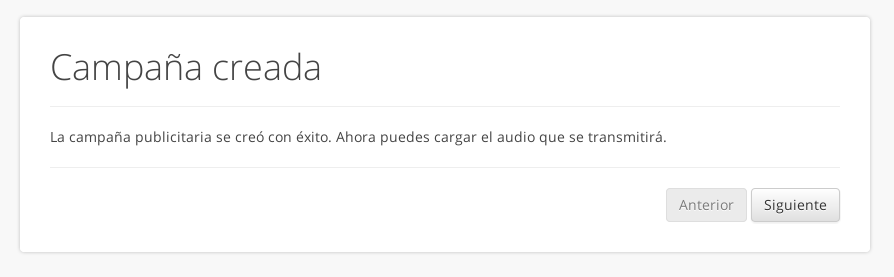 Campaña creada
La campaña publicitaria se creó con éxito. Ahora puedes cargar el audio que se transmitirá.
Anterior Siguiente